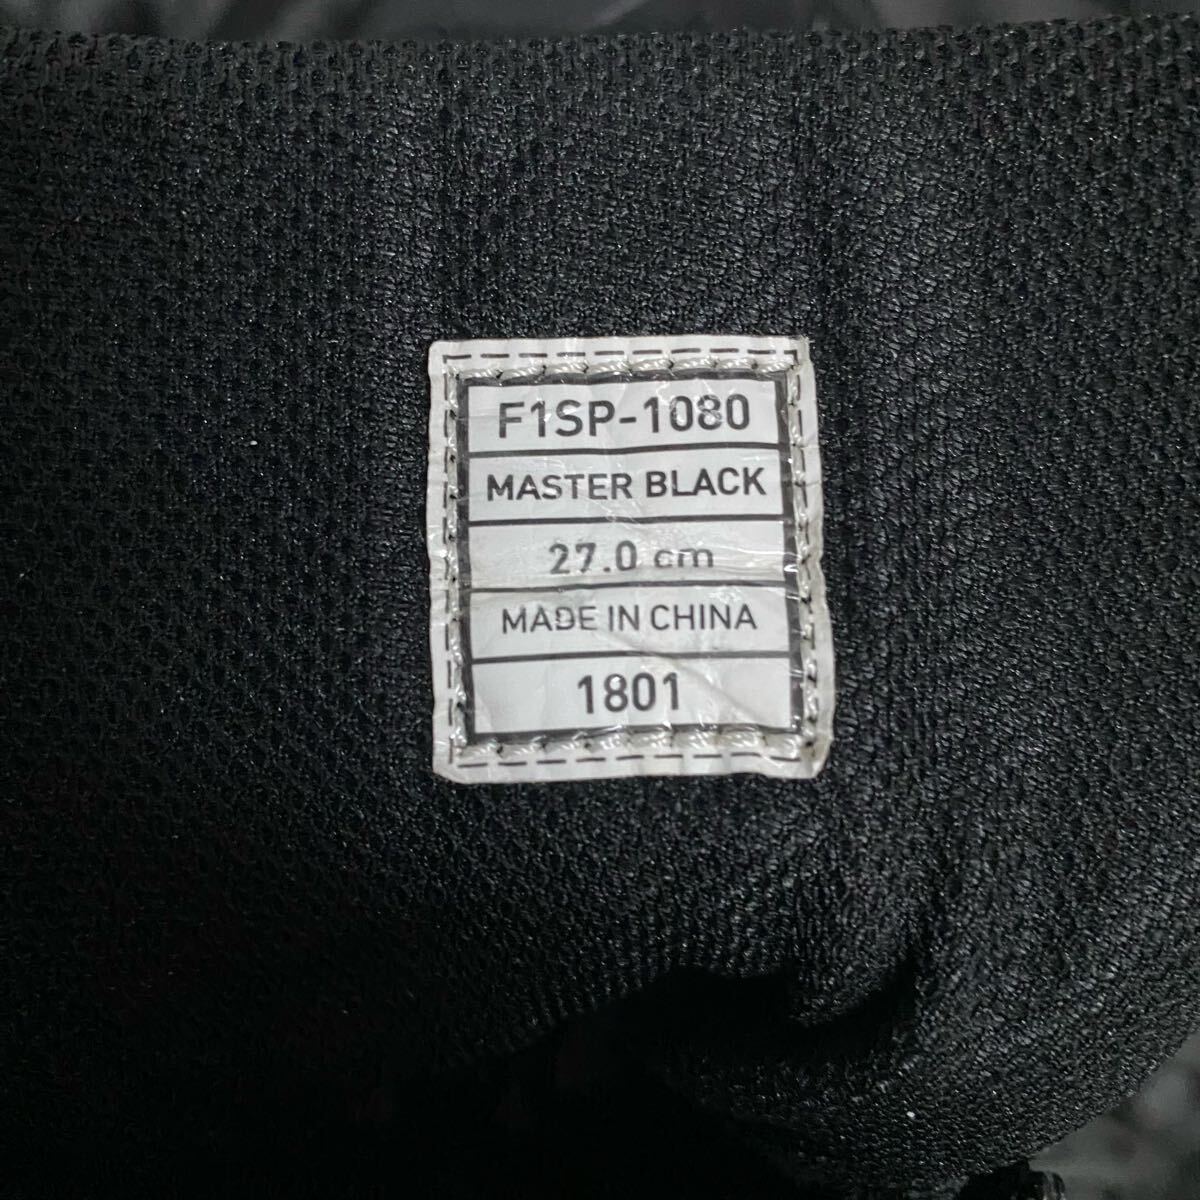 F1SP-1080
MASTER BLACK
27.0 cm
MADE IN CHINA
1801